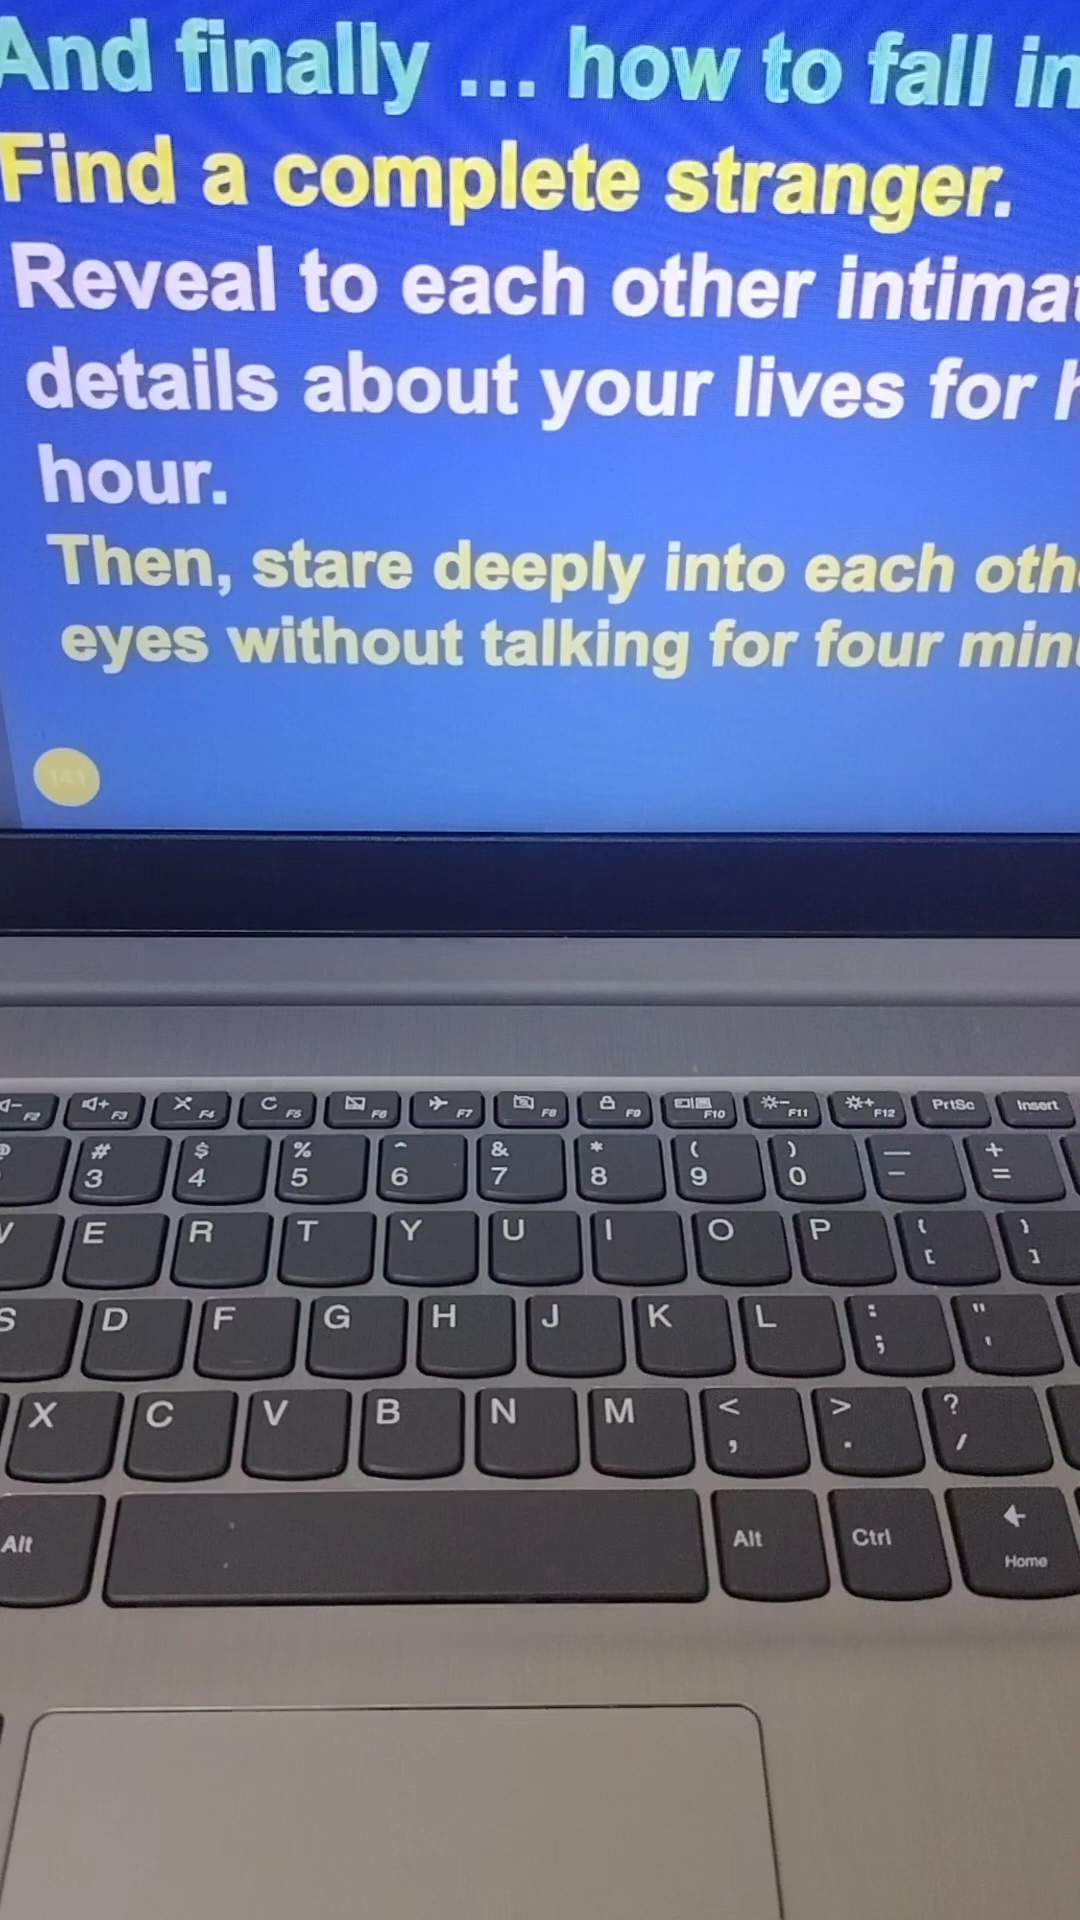 And finally ... how to fall in
Find a complete stranger.
Reveal to each other intimat
details about your lives for h
hour.
Then, stare deeply into each oth
eyes without talking for four min
141
F2 F3 F4 F5 F6 F7 F8 F9 F10 F11 F12 PrtSc Insert
@ # $ % ^ & * ( ) — +
3 4 5 6 7 8 9 0 - =
W E R T Y U I O P { }
[ ]
S D F G H J K L : "
; '
X C V B N M < > ?
, . /
Alt Alt Ctrl
Home